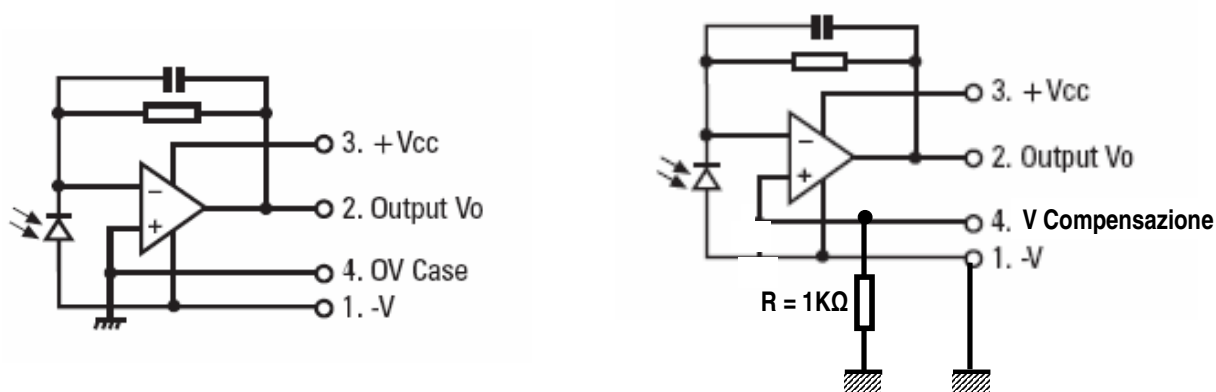 3. +Vcc
2. Output Vo
4. OV Case
1. -V
3. +Vcc
2. Output Vo
4. V Compensazione
1. -V
R = 1KΩ